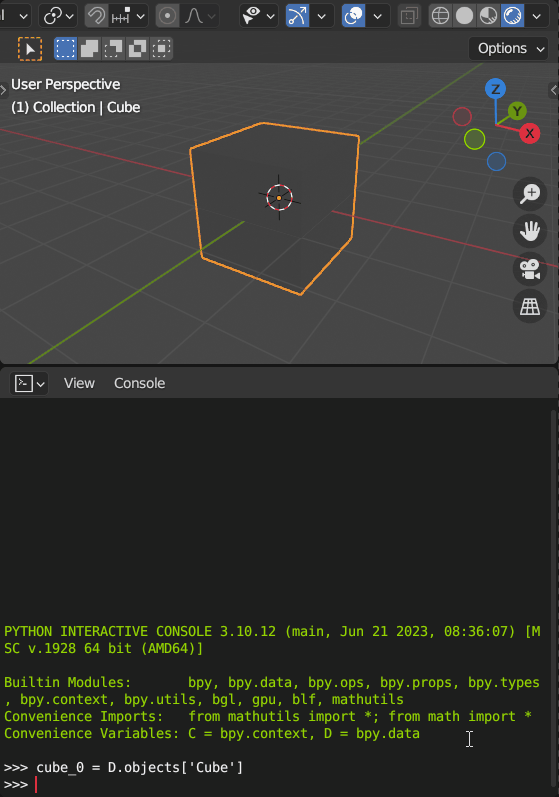 Options
User Perspective
(1) Collection | Cube
Z
Y
X
View Console
PYTHON INTERACTIVE CONSOLE 3.10.12 (main, Jun 21 2023, 08:36:07) [M
SC v.1928 64 bit (AMD64)]
Builtin Modules: bpy, bpy.data, bpy.ops, bpy.props, bpy.types
, bpy.context, bpy.utils, bgl, gpu, blf, mathutils
Convenience Imports: from mathutils import *; from math import *
Convenience Variables: C = bpy.context, D = bpy.data
>>> cube_0 = D.objects['Cube']
>>>